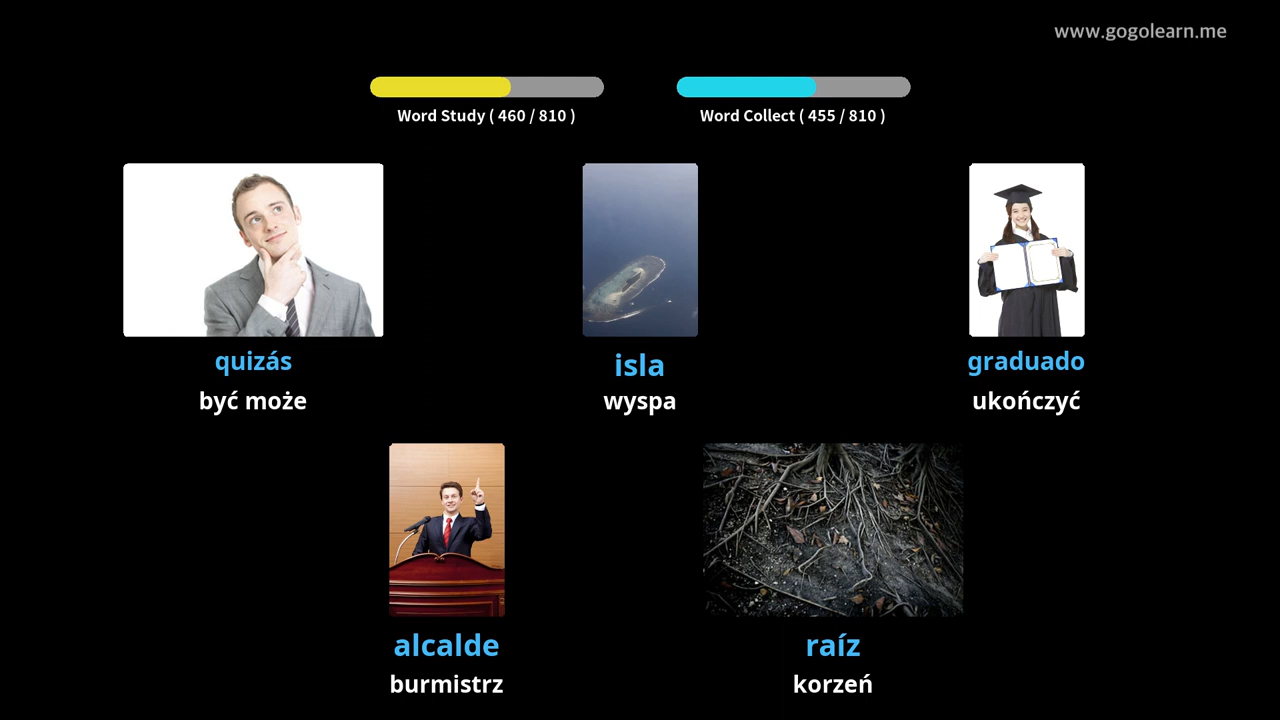 www.gogolearn.me
Word Study ( 460 / 810 )
Word Collect ( 455 / 810 )
quizás
być może
isla
wyspa
graduado
ukończyć
alcalde
burmistrz
raíz
korzeń